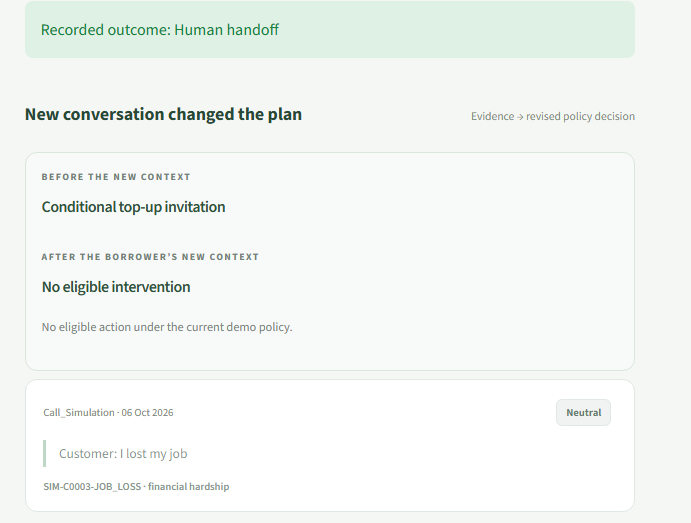 Recorded outcome: Human handoff
New conversation changed the plan
Evidence → revised policy decision
BEFORE THE NEW CONTEXT
Conditional top-up invitation
AFTER THE BORROWER'S NEW CONTEXT
No eligible intervention
No eligible action under the current demo policy.
Call_Simulation · 06 Oct 2026
Neutral
Customer: I lost my job
SIM-C0003-JOB_LOSS · financial hardship